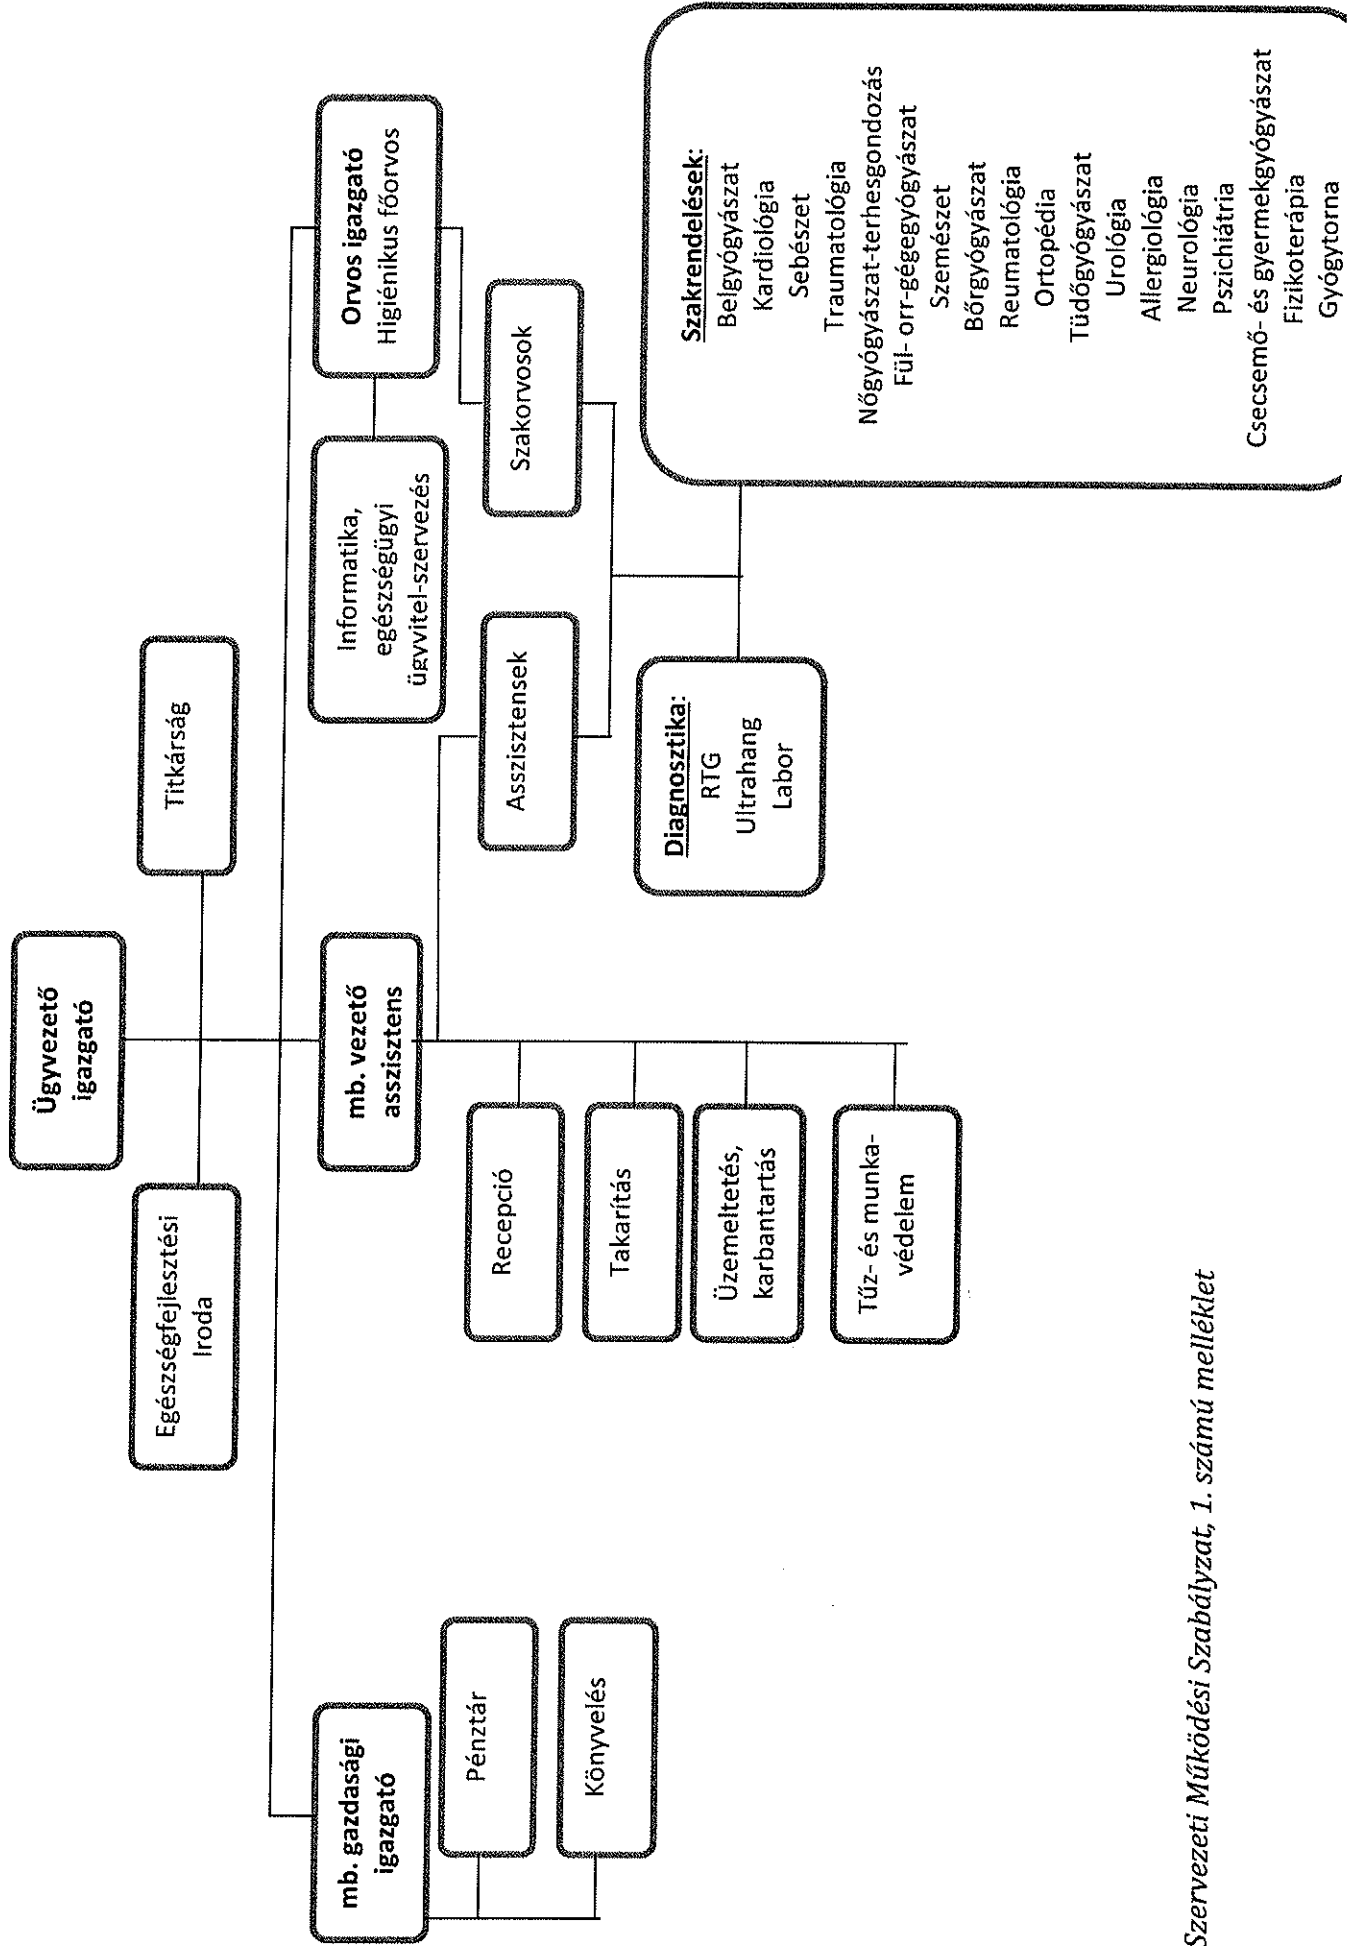 Ügyvezető
igazgató
Egészségfejlesztési
Iroda
Titkárság
mb. gazdasági
igazgató
Pénztár
Könyvelés
mb. vezető
asszisztens
Recepció
Takarítás
Üzemeltetés,
karbantartás
Tűz- és munka-
védelem
Orvos igazgató
Higiénikus főorvos
Informatika,
egészségügyi
ügyvitel-szervezés
Asszisztensek
Szakorvosok
Diagnosztika:
RTG
Ultrahang
Labor
Szakrendelések:
Belgyógyászat
Kardiológia
Sebészet
Traumatológia
Nőgyógyászat-terhesgondozás
Fül- orr-gégegyógyászat
Szemészet
Bőrgyógyászat
Reumatológia
Ortopédia
Tüdőgyógyászat
Urológia
Allergiológia
Neurológia
Pszichiátria
Csecsemő- és gyermekgyógyászat
Fizikoterápia
Gyógytorna
Szervezeti Működési Szabályzat, 1. számú melléklet